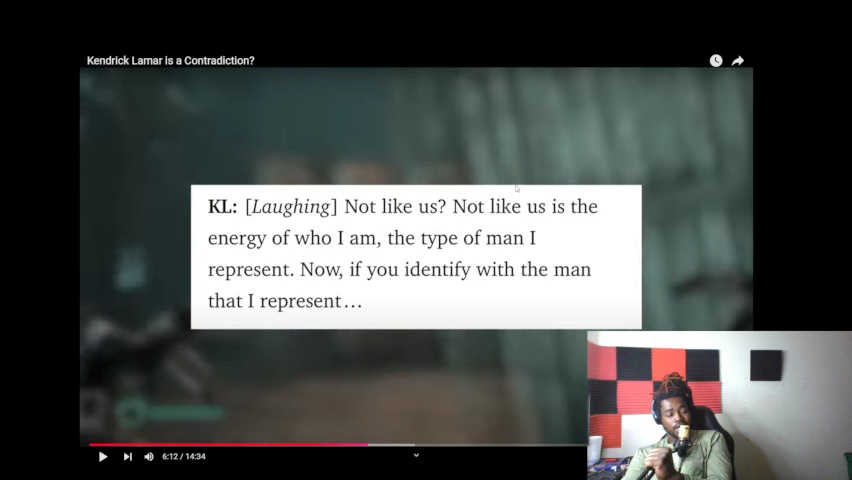 Kendrick Lamar is a Contradiction?
KL: [Laughing] Not like us? Not like us is the
energy of who I am, the type of man I
represent. Now, if you identify with the man
that I represent…
6:12 / 14:34